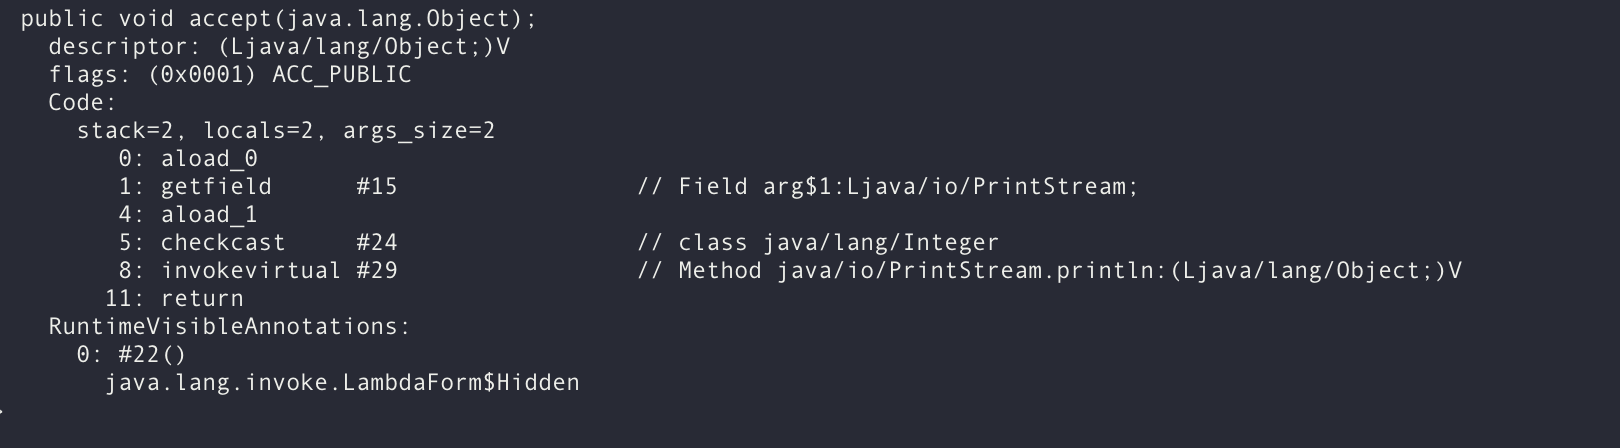 public void accept(java.lang.Object);
descriptor: (Ljava/lang/Object;)V
flags: (0x0001) ACC_PUBLIC
Code:
stack=2, locals=2, args_size=2
0: aload_0
1: getfield #15 // Field arg$1:Ljava/io/PrintStream;
4: aload_1
5: checkcast #24 // class java/lang/Integer
8: invokevirtual #29 // Method java/io/PrintStream.println:(Ljava/lang/Object;)V
11: return
RuntimeVisibleAnnotations:
0: #22()
java.lang.invoke.LambdaForm$Hidden